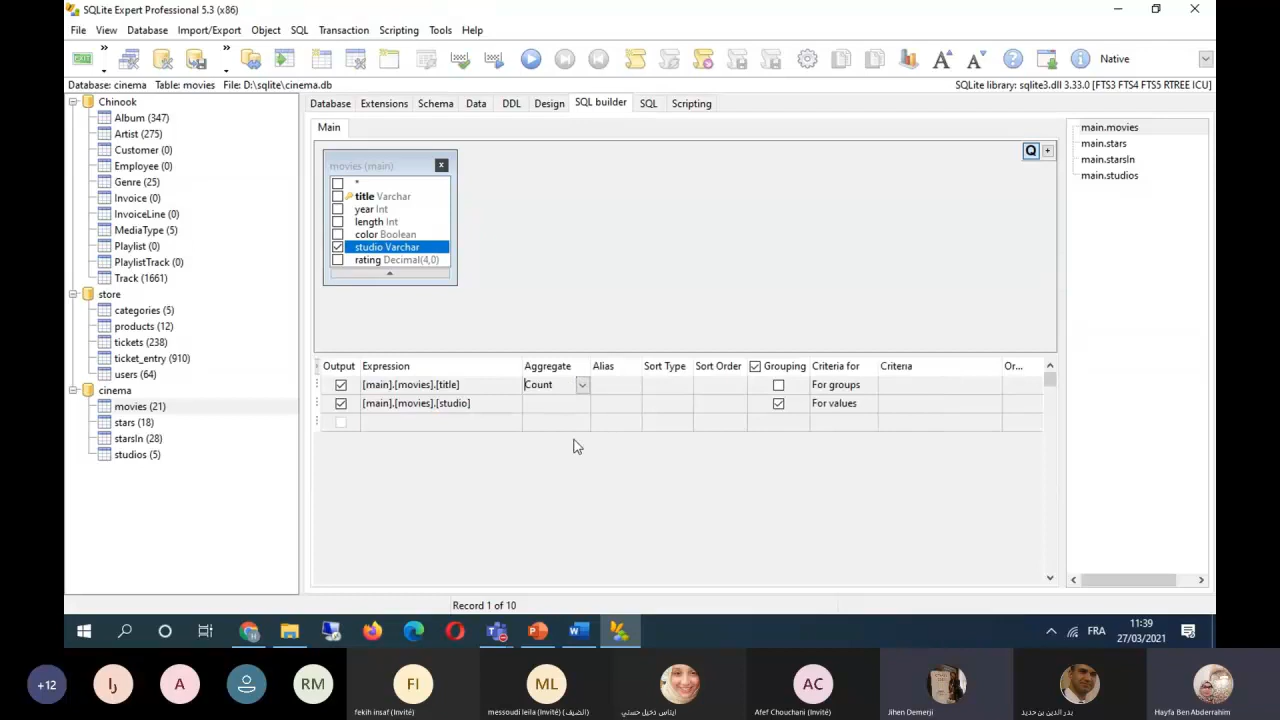 SQLite Expert Professional 5.3 (x86)
File View Database Import/Export Object SQL Transaction Scripting Tools Help
Native
Database: cinema Table: movies File: D:\sqlite\cinema.db
SQLite library: sqlite3.dll 3.33.0 [FTS3 FTS4 FTS5 RTREE ICU]
Chinook
Album (347)
Artist (275)
Customer (0)
Employee (0)
Genre (25)
Invoice (0)
InvoiceLine (0)
MediaType (5)
Playlist (0)
PlaylistTrack (0)
Track (1661)
store
categories (5)
products (12)
tickets (238)
ticket_entry (910)
users (64)
cinema
movies (21)
stars (18)
starsIn (28)
studios (5)
Database Extensions Schema Data DDL Design SQL builder SQL Scripting
Main
Q +
movies (main) x
*
title Varchar
year Int
length Int
color Boolean
studio Varchar
rating Decimal(4,0)
main.movies
main.stars
main.starsIn
main.studios
Output Expression Aggregate Alias Sort Type Sort Order Grouping Criteria for Criteria Or...
[main].[movies].[title] Count For groups
[main].[movies].[studio] For values
Record 1 of 10
FRA
11:39
27/03/2021
+12 را A RM FI ML AC
fekih insaf (Invité)
messoudi leila (Invité) (الضيف)
ايناس دخيل حسني
Afef Chouchani (Invité)
Jihen Demerji
بدر الدين بن حديد
Hayfa Ben Abderrahim